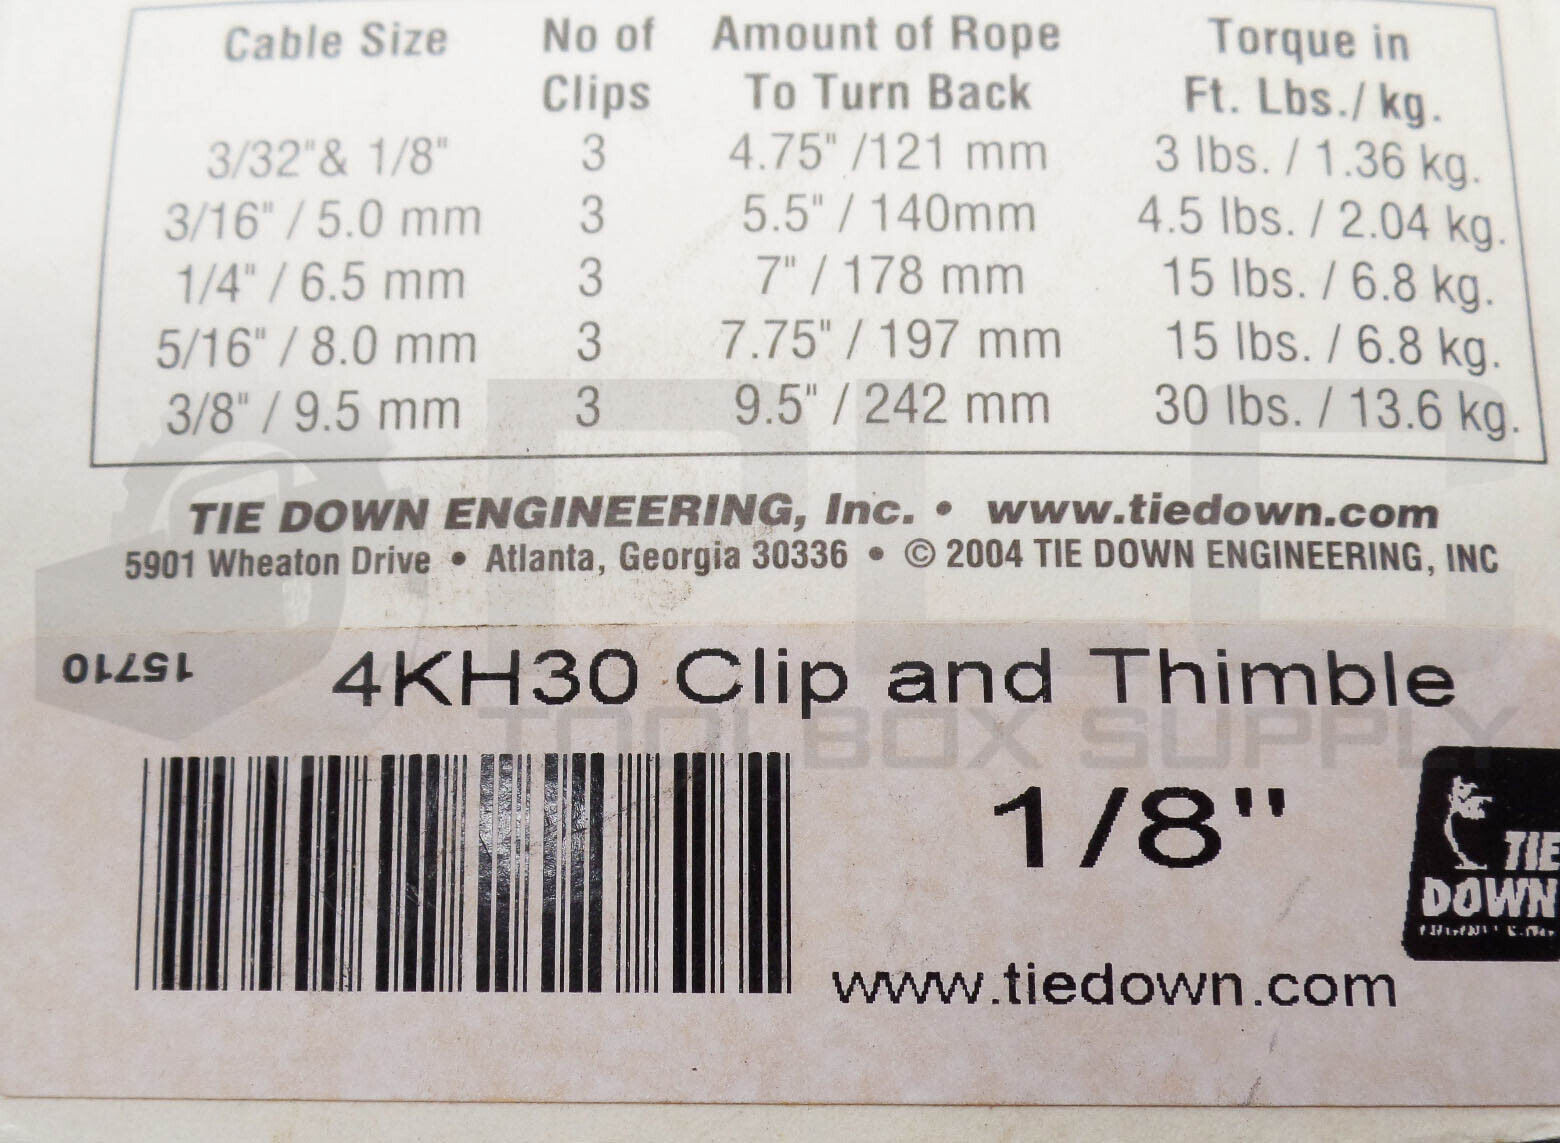 Cable Size No of Amount of Rope Torque in
Clips To Turn Back Ft. Lbs./ kg.
3/32"& 1/8" 3 4.75" /121 mm 3 lbs. / 1.36 kg.
3/16" / 5.0 mm 3 5.5" / 140mm 4.5 lbs. / 2.04 kg.
1/4" / 6.5 mm 3 7" / 178 mm 15 lbs. / 6.8 kg.
5/16" / 8.0 mm 3 7.75" / 197 mm 15 lbs. / 6.8 kg.
3/8" / 9.5 mm 3 9.5" / 242 mm 30 lbs. / 13.6 kg.
TIE DOWN ENGINEERING, Inc. • www.tiedown.com
5901 Wheaton Drive • Atlanta, Georgia 30336 • © 2004 TIE DOWN ENGINEERING, INC
15710
4KH30 Clip and Thimble
PLC
TOOLBOX SUPPLY
1/8"
TIE
DOWN
www.tiedown.com